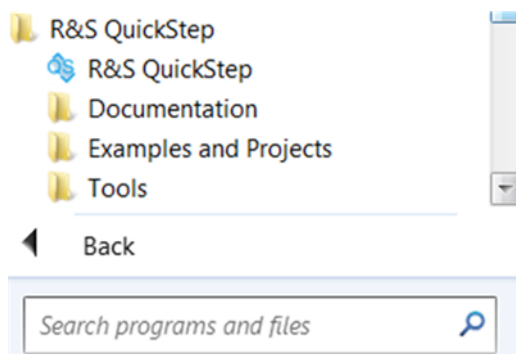 R&S QuickStep
R&S QuickStep
Documentation
Examples and Projects
Tools
Back
Search programs and files